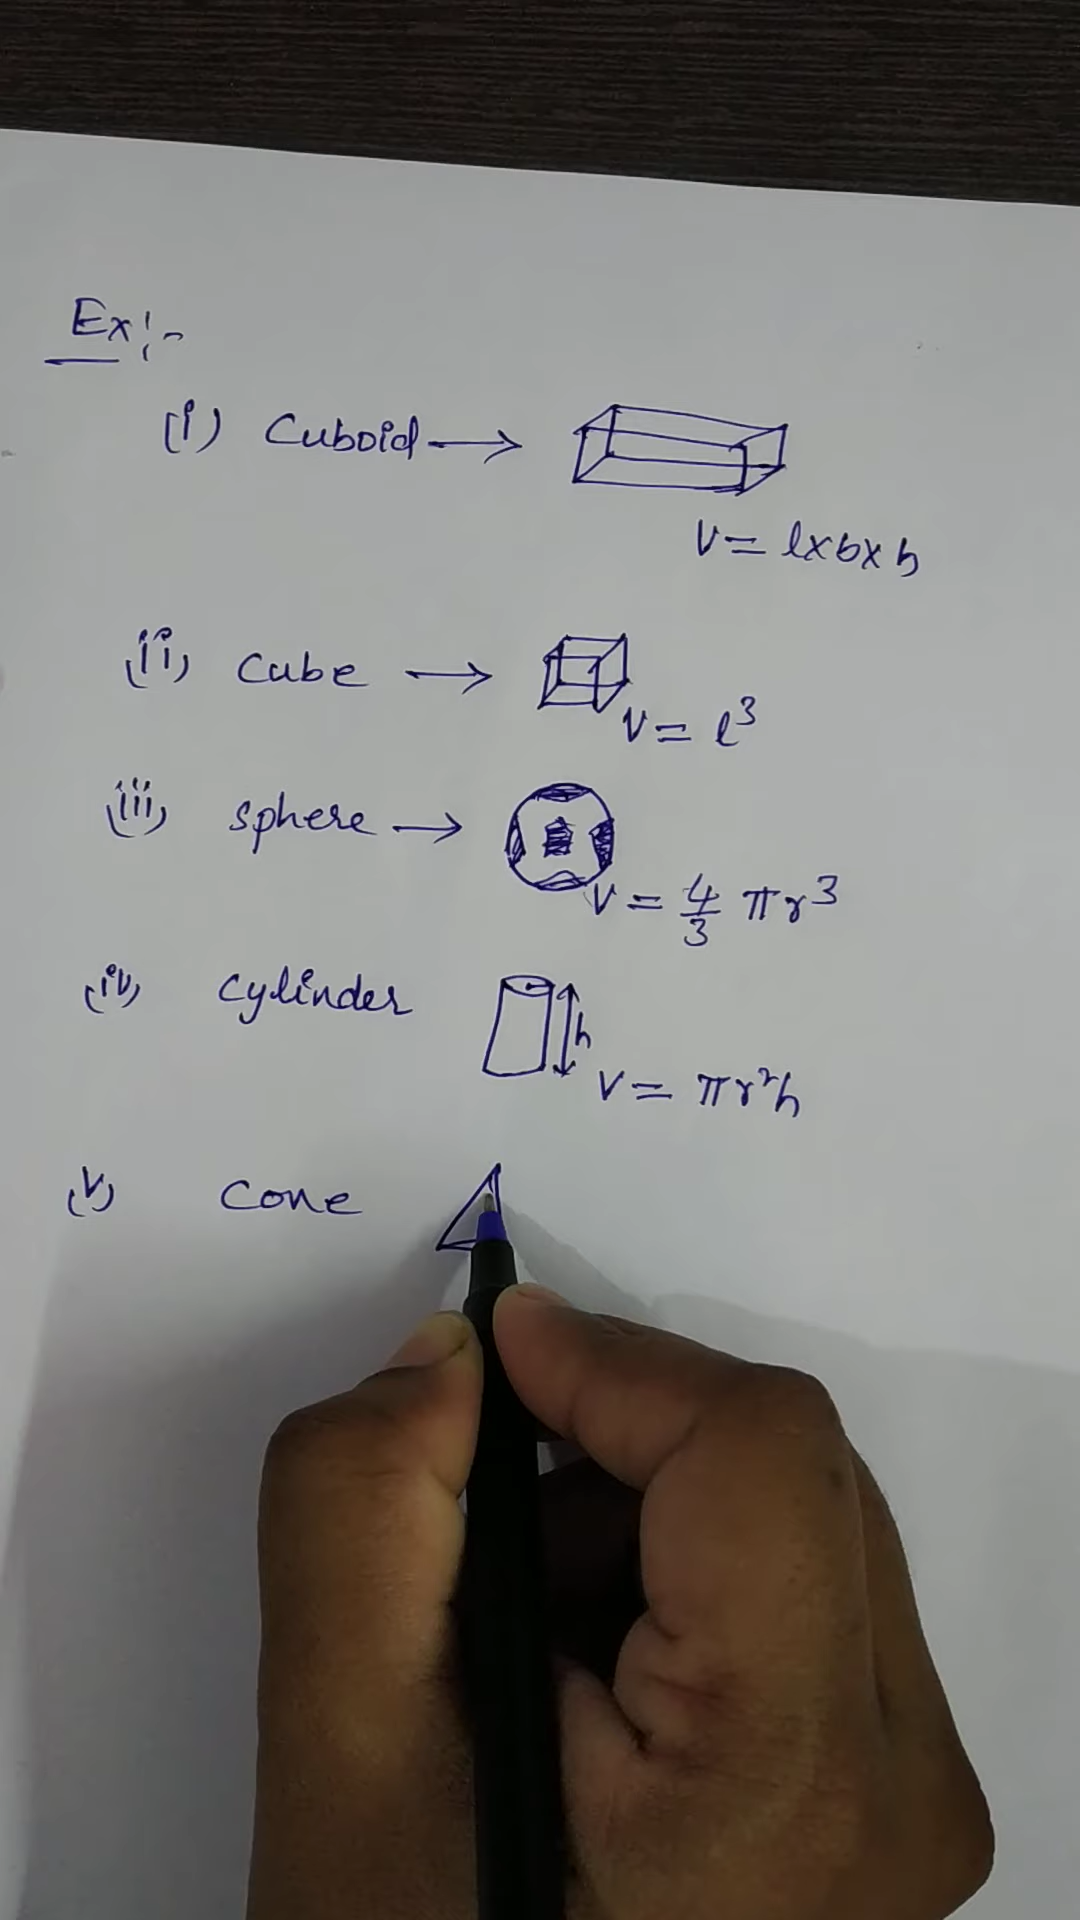 Ex:-
(i) Cuboid →
V = l×b×h
(ii) Cube →
V = l³
(iii) sphere →
V = 4/3 πr³
(iv) Cylinder
h
V = πr²h
(v) Cone